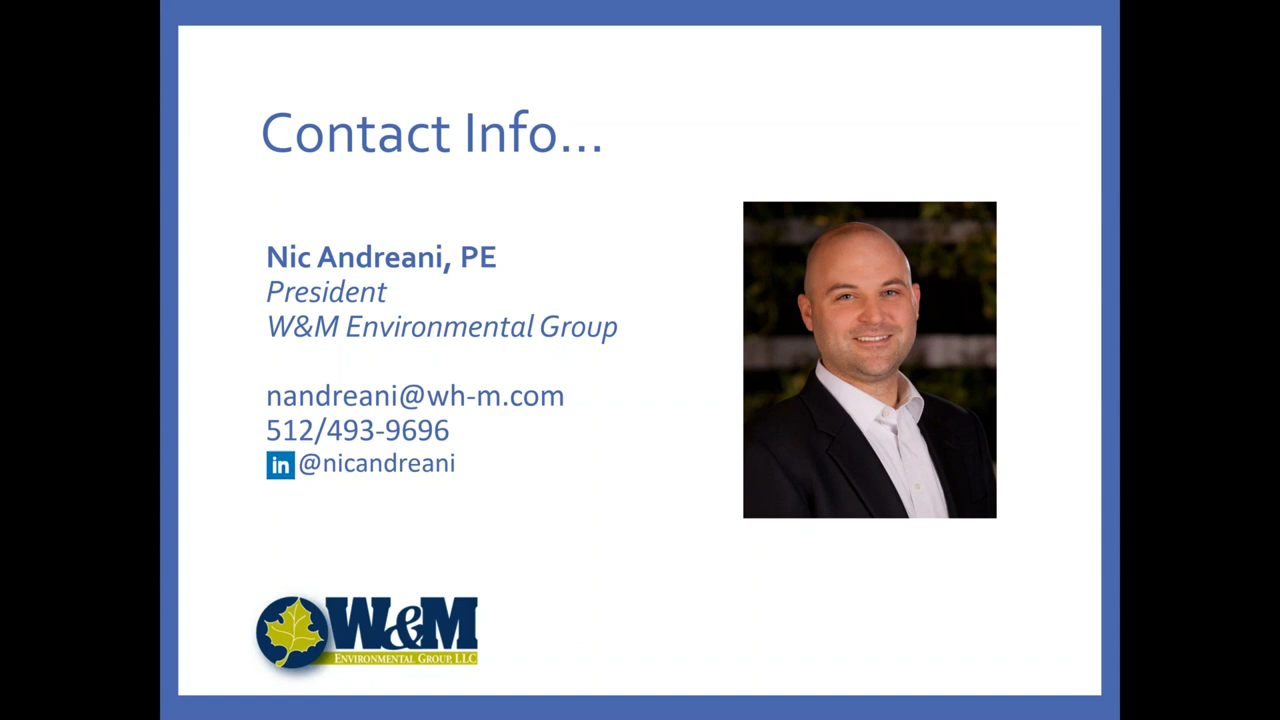 Contact Info...
Nic Andreani, PE
President
W&M Environmental Group
nandreani@wh-m.com
512/493-9696
in @nicandreani
W&M
ENVIRONMENTAL GROUP, LLC